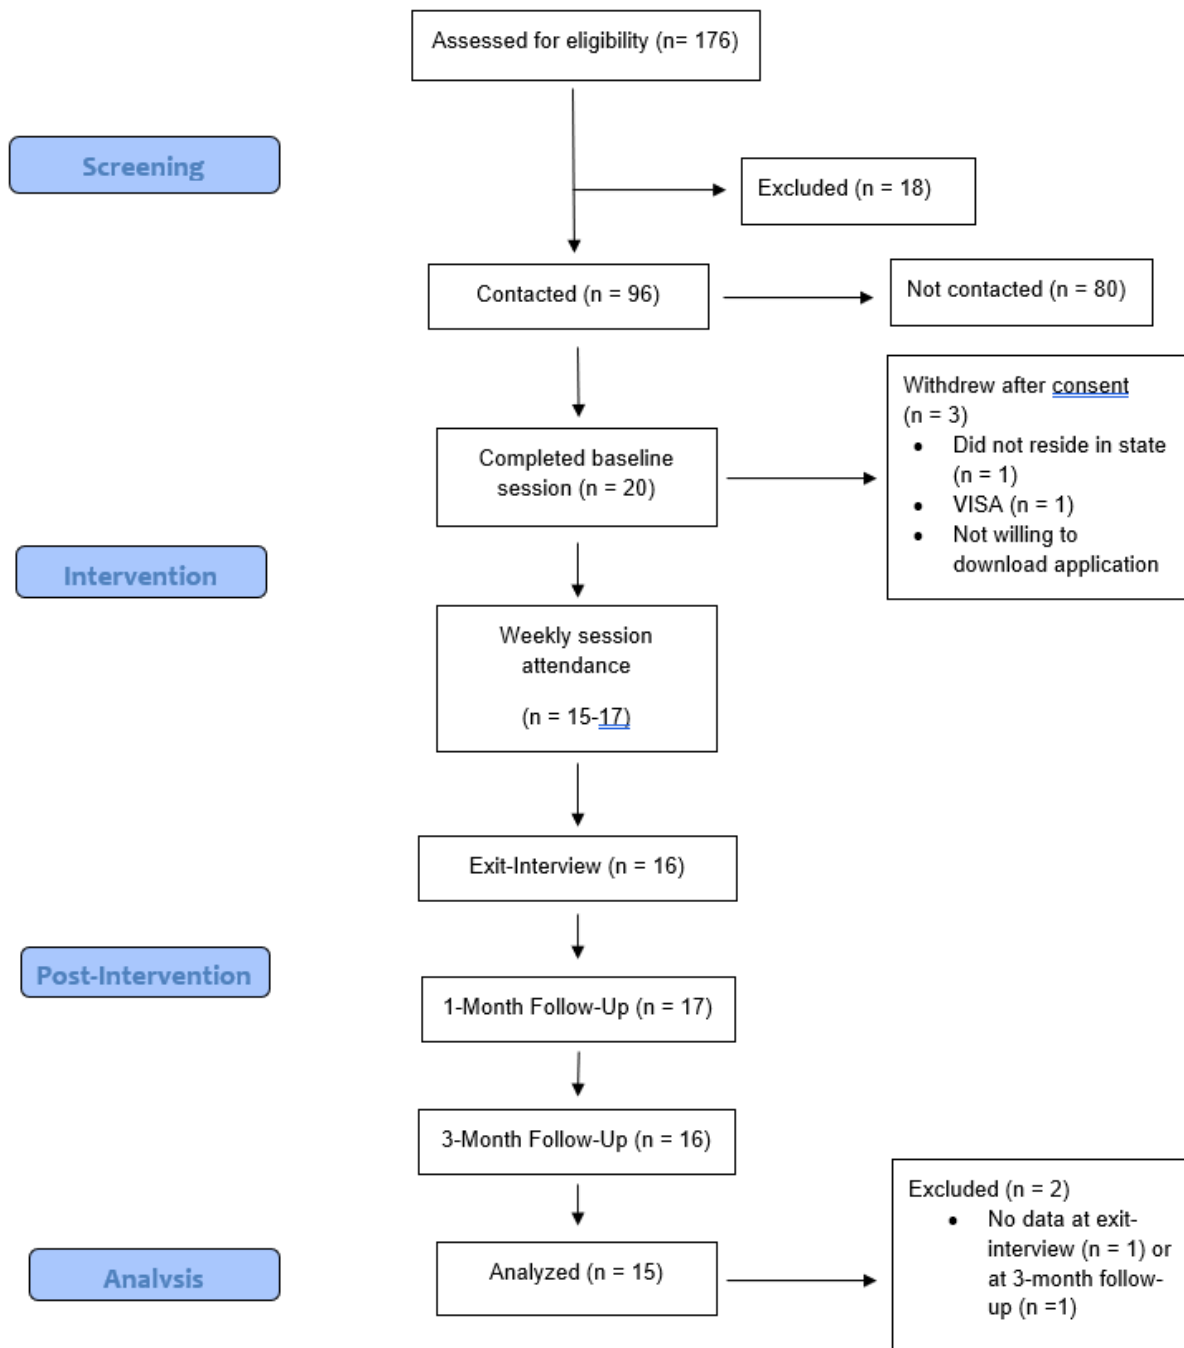 Assessed for eligibility (n= 176)
Screening
Excluded (n = 18)
Contacted (n = 96)
Not contacted (n = 80)
Withdrew after consent
(n = 3)
• Did not reside in state
(n = 1)
• VISA (n = 1)
• Not willing to
download application
Completed baseline
session (n = 20)
Intervention
Weekly session
attendance
(n = 15-17)
Exit-Interview (n = 16)
Post-Intervention
1-Month Follow-Up (n = 17)
3-Month Follow-Up (n = 16)
Analysis
Analyzed (n = 15)
Excluded (n = 2)
• No data at exit-
interview (n = 1) or
at 3-month follow-
up (n =1)